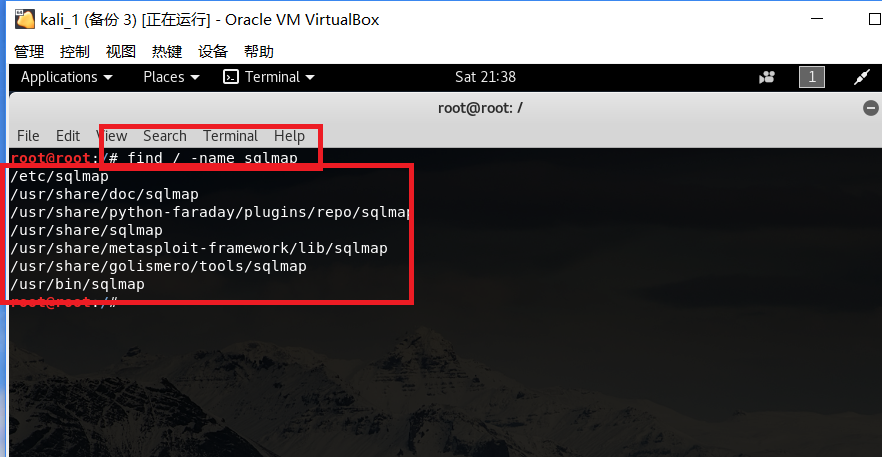 kali_1 (备份 3) [正在运行] - Oracle VM VirtualBox
管理 控制 视图 热键 设备 帮助
Applications Places Terminal Sat 21:38 1
root@root: /
File Edit View Search Terminal Help
root@root:/# find / -name sqlmap
/etc/sqlmap
/usr/share/doc/sqlmap
/usr/share/python-faraday/plugins/repo/sqlmap
/usr/share/sqlmap
/usr/share/metasploit-framework/lib/sqlmap
/usr/share/golismero/tools/sqlmap
/usr/bin/sqlmap
root@root:/#